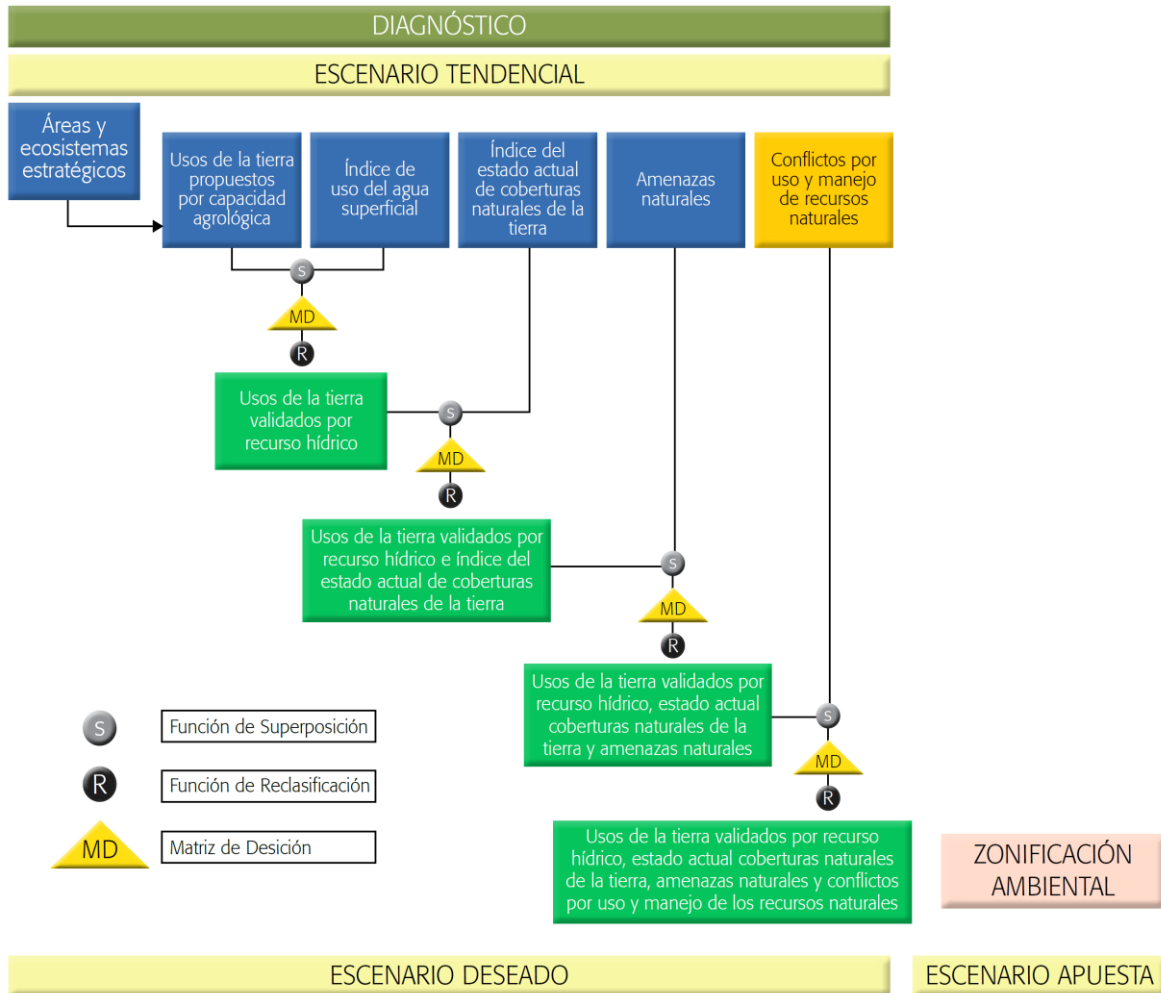 DIAGNÓSTICO
ESCENARIO TENDENCIAL
Áreas y
ecosistemas
estratégicos
Usos de la tierra
propuestos
por capacidad
agrológica
Índice de
uso del agua
superficial
Índice del
estado actual
de coberturas
naturales de la
tierra
Amenazas
naturales
Conflictos por
uso y manejo
de recursos
naturales
S
MD
R
Usos de la tierra
validados por
recurso hídrico
S
MD
R
Usos de la tierra validados por
recurso hídrico e índice del
estado actual de coberturas
naturales de la tierra
S
MD
R
Usos de la tierra validados por
recurso hídrico, estado actual
coberturas naturales de la
tierra y amenazas naturales
S
MD
R
Usos de la tierra validados por recurso
hídrico, estado actual coberturas naturales
de la tierra, amenazas naturales y conflictos
por uso y manejo de los recursos naturales
S
Función de Superposición
R
Función de Reclasificación
MD
Matriz de Desición
ZONIFICACIÓN
AMBIENTAL
ESCENARIO DESEADO
ESCENARIO APUESTA